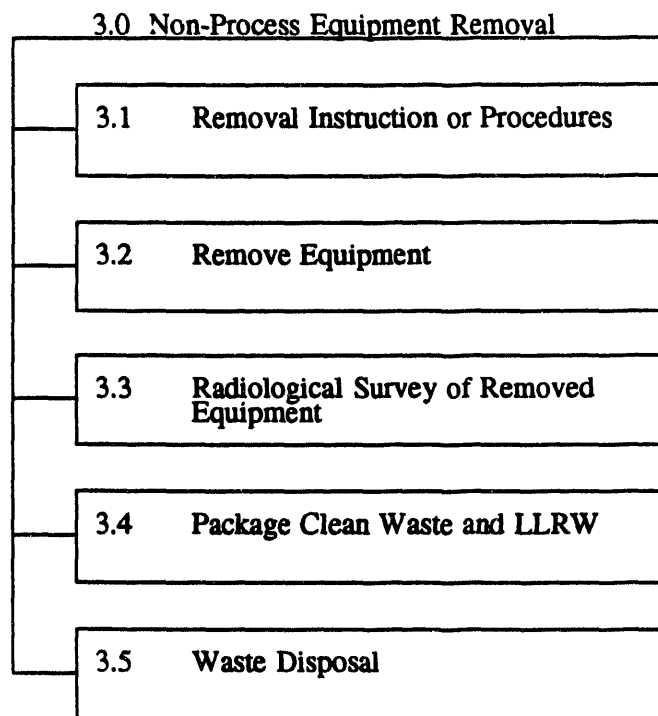 3.0 Non-Process Equipment Removal
3.1 Removal Instruction or Procedures
3.2 Remove Equipment
3.3 Radiological Survey of Removed
Equipment
3.4 Package Clean Waste and LLRW
3.5 Waste Disposal